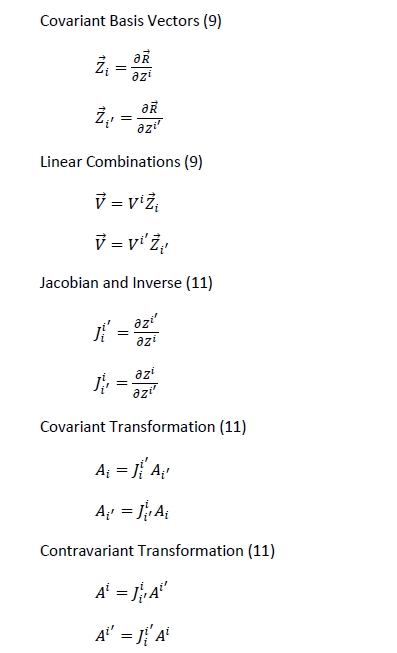 Covariant Basis Vectors (9)
$\vec{Z}_i = \frac{\partial \vec{R}}{\partial z^i}$
$\vec{Z}_{i'} = \frac{\partial \vec{R}}{\partial z^{i'}}$
Linear Combinations (9)
$\vec{V} = V^i \vec{Z}_i$
$\vec{V} = V^{i'} \vec{Z}_{i'}$
Jacobian and Inverse (11)
$J_i^{i'} = \frac{\partial z^{i'}}{\partial z^i}$
$J_{i'}^i = \frac{\partial z^i}{\partial z^{i'}}$
Covariant Transformation (11)
$A_i = J_i^{i'} A_{i'}$
$A_{i'} = J_{i'}^i A_i$
Contravariant Transformation (11)
$A^i = J_{i'}^i A^{i'}$
$A^{i'} = J_i^{i'} A^i$